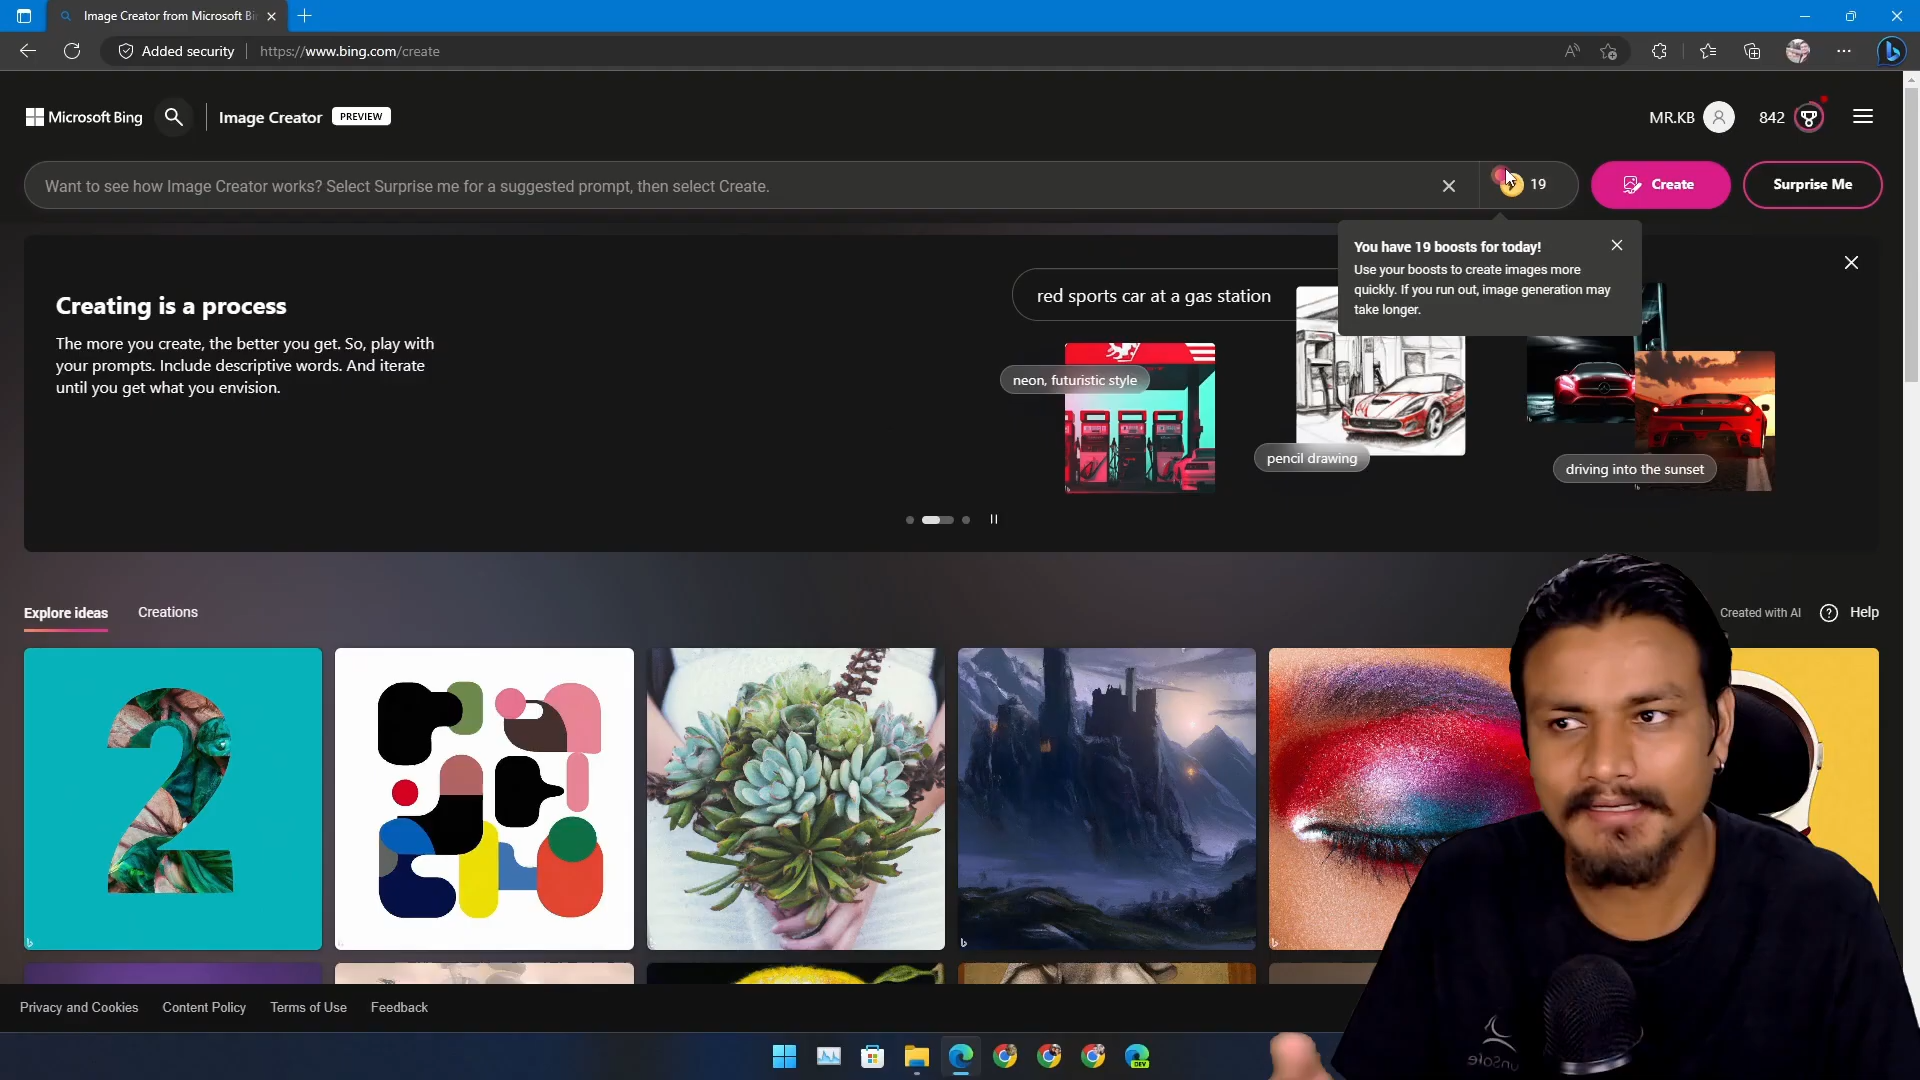 Image Creator from Microsoft Bi
Added security
https://www.bing.com/create
Microsoft Bing
Image Creator
PREVIEW
MR.KB
842
Want to see how Image Creator works? Select Surprise me for a suggested prompt, then select Create.
19
Create
Surprise Me
You have 19 boosts for today!
Use your boosts to create images more
quickly. If you run out, image generation may
take longer.
Creating is a process
The more you create, the better you get. So, play with
your prompts. Include descriptive words. And iterate
until you get what you envision.
red sports car at a gas station
neon, futuristic style
pencil drawing
driving into the sunset
Explore ideas
Creations
Created with AI
Help
2
Privacy and Cookies
Content Policy
Terms of Use
Feedback
DEV